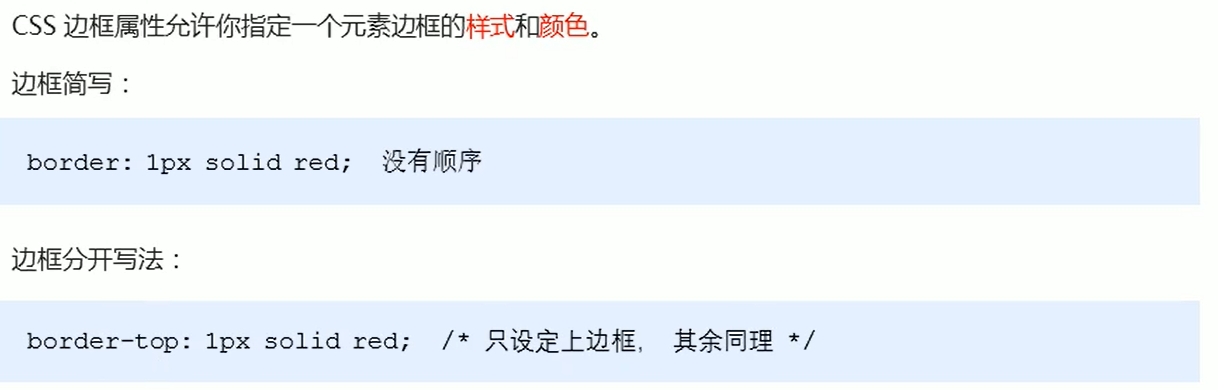 CSS 边框属性允许你指定一个元素边框的样式和颜色。
边框简写：
border: 1px solid red; 没有顺序
边框分开写法：
border-top: 1px solid red; /* 只设定上边框， 其余同理 */